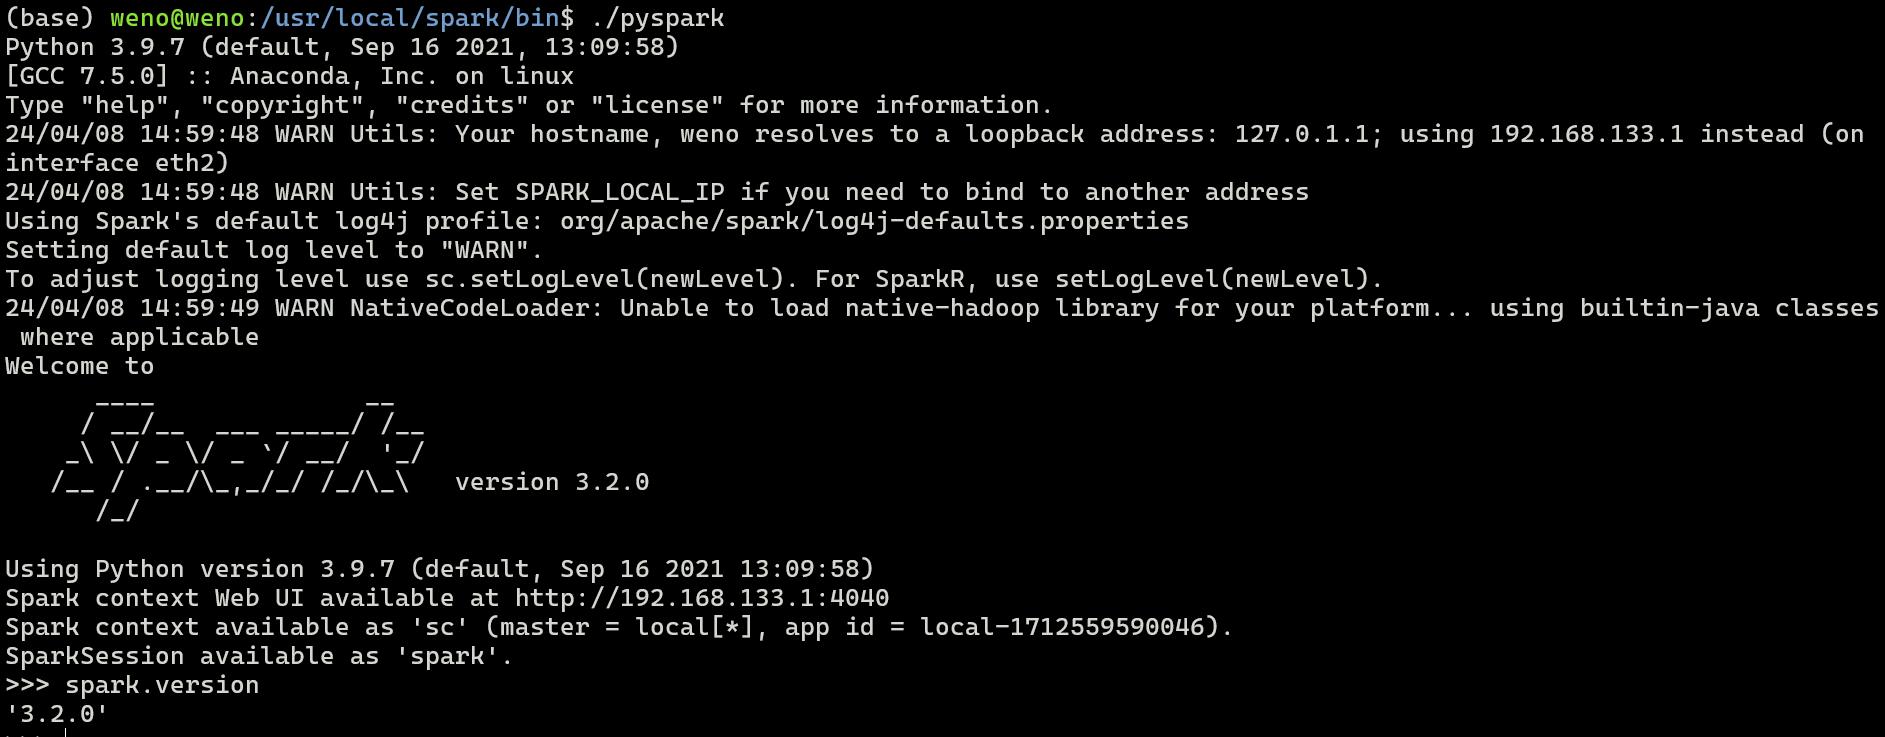 (base) weno@weno:/usr/local/spark/bin$ ./pyspark
Python 3.9.7 (default, Sep 16 2021, 13:09:58)
[GCC 7.5.0] :: Anaconda, Inc. on linux
Type "help", "copyright", "credits" or "license" for more information.
24/04/08 14:59:48 WARN Utils: Your hostname, weno resolves to a loopback address: 127.0.1.1; using 192.168.133.1 instead (on
interface eth2)
24/04/08 14:59:48 WARN Utils: Set SPARK_LOCAL_IP if you need to bind to another address
Using Spark's default log4j profile: org/apache/spark/log4j-defaults.properties
Setting default log level to "WARN".
To adjust logging level use sc.setLogLevel(newLevel). For SparkR, use setLogLevel(newLevel).
24/04/08 14:59:49 WARN NativeCodeLoader: Unable to load native-hadoop library for your platform... using builtin-java classes
 where applicable
Welcome to
      ____              __
     / __/__  ___ _____/ /__
    _\ \/ _ \/ _ `/ __/  '_/
   /__ / .__/\_,_/_/ /_/\_\   version 3.2.0
      /_/

Using Python version 3.9.7 (default, Sep 16 2021 13:09:58)
Spark context Web UI available at http://192.168.133.1:4040
Spark context available as 'sc' (master = local[*], app id = local-1712559590046).
SparkSession available as 'spark'.
>>> spark.version
'3.2.0'
>>>